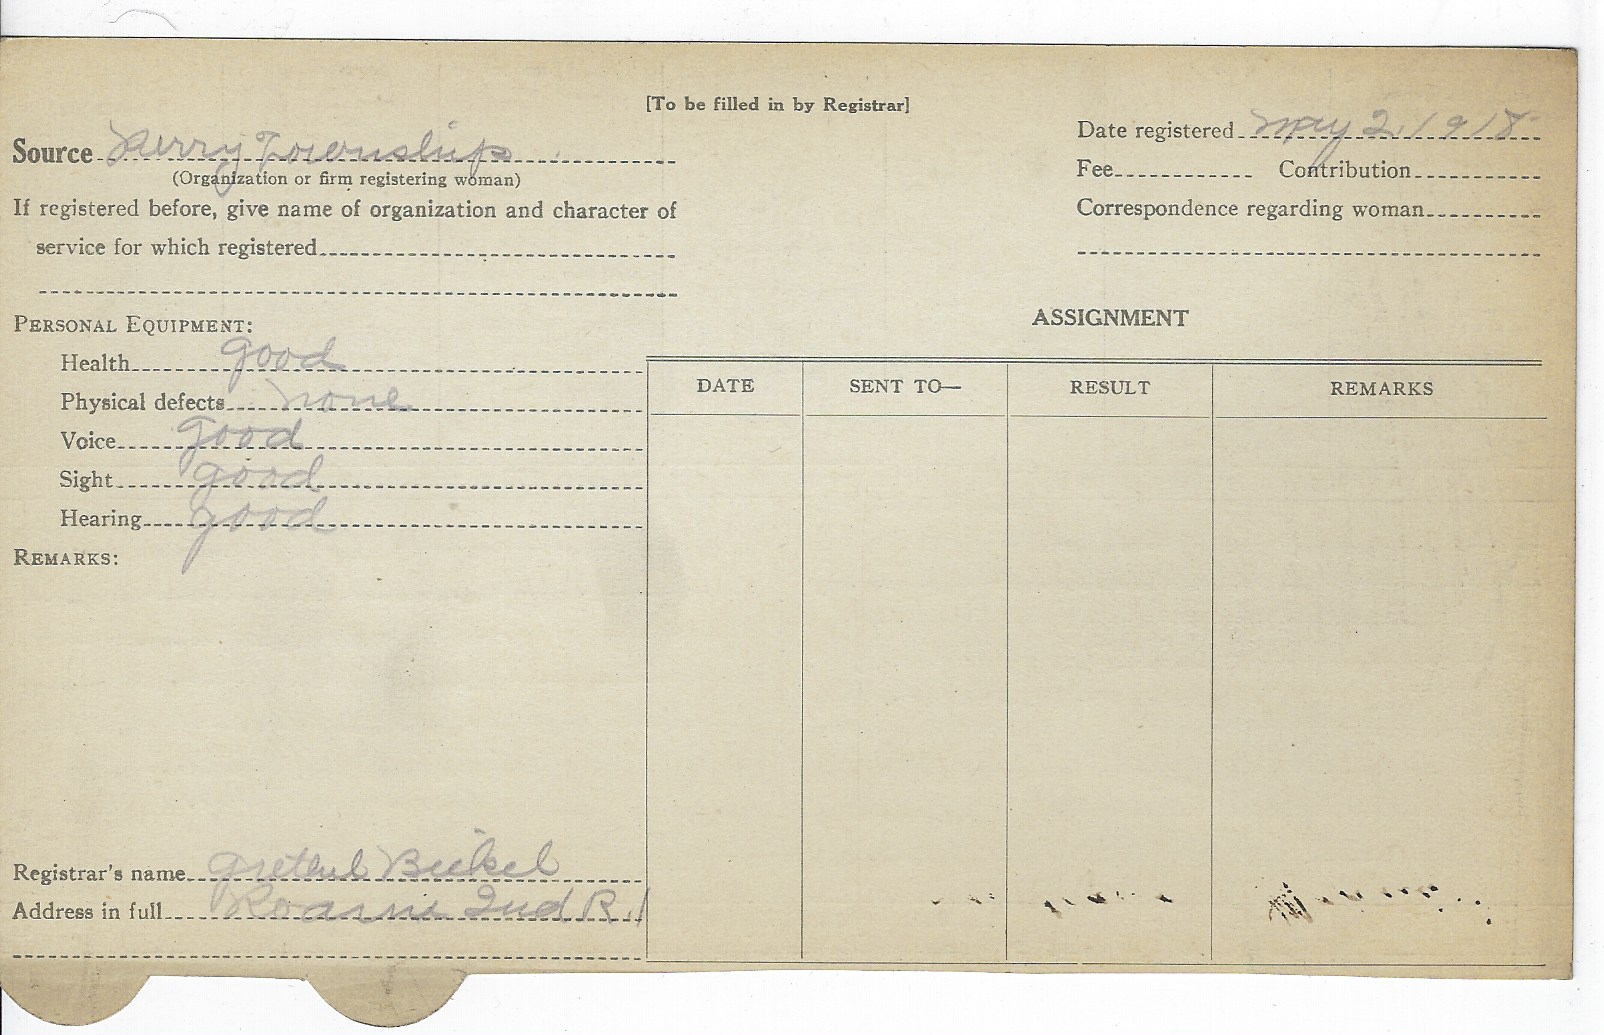 [To be filled in by Registrar]
Source Perry Township
(Organization or firm registering woman)
If registered before, give name of organization and character of
service for which registered
Date registered May 2, 1918
Fee Contribution
Correspondence regarding woman
PERSONAL EQUIPMENT:
Health good
Physical defects none
Voice good
Sight good
Hearing good
REMARKS:
ASSIGNMENT
DATE SENT TO— RESULT REMARKS
Registrar's name Bickel
Address in full Roann Ind R.1